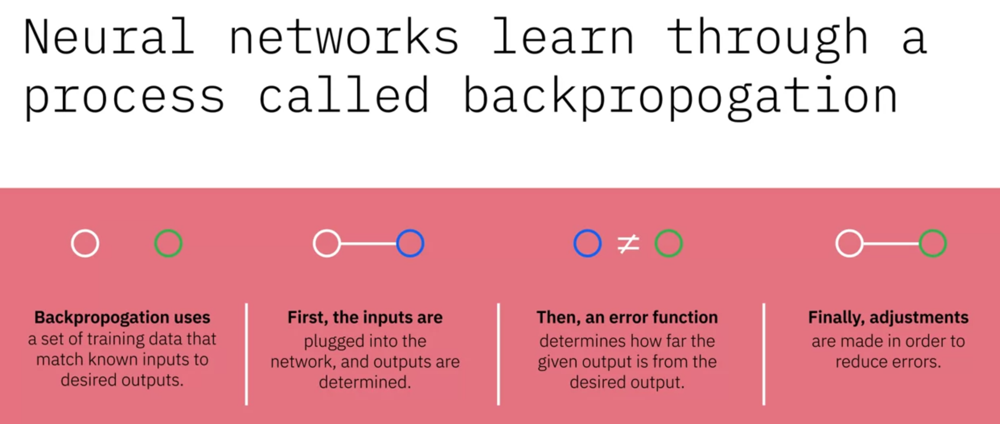 Neural networks learn through a
process called backpropogation
≠
Backpropogation uses
a set of training data that
match known inputs to
desired outputs.
First, the inputs are
plugged into the
network, and outputs are
determined.
Then, an error function
determines how far the
given output is from the
desired output.
Finally, adjustments
are made in order to
reduce errors.